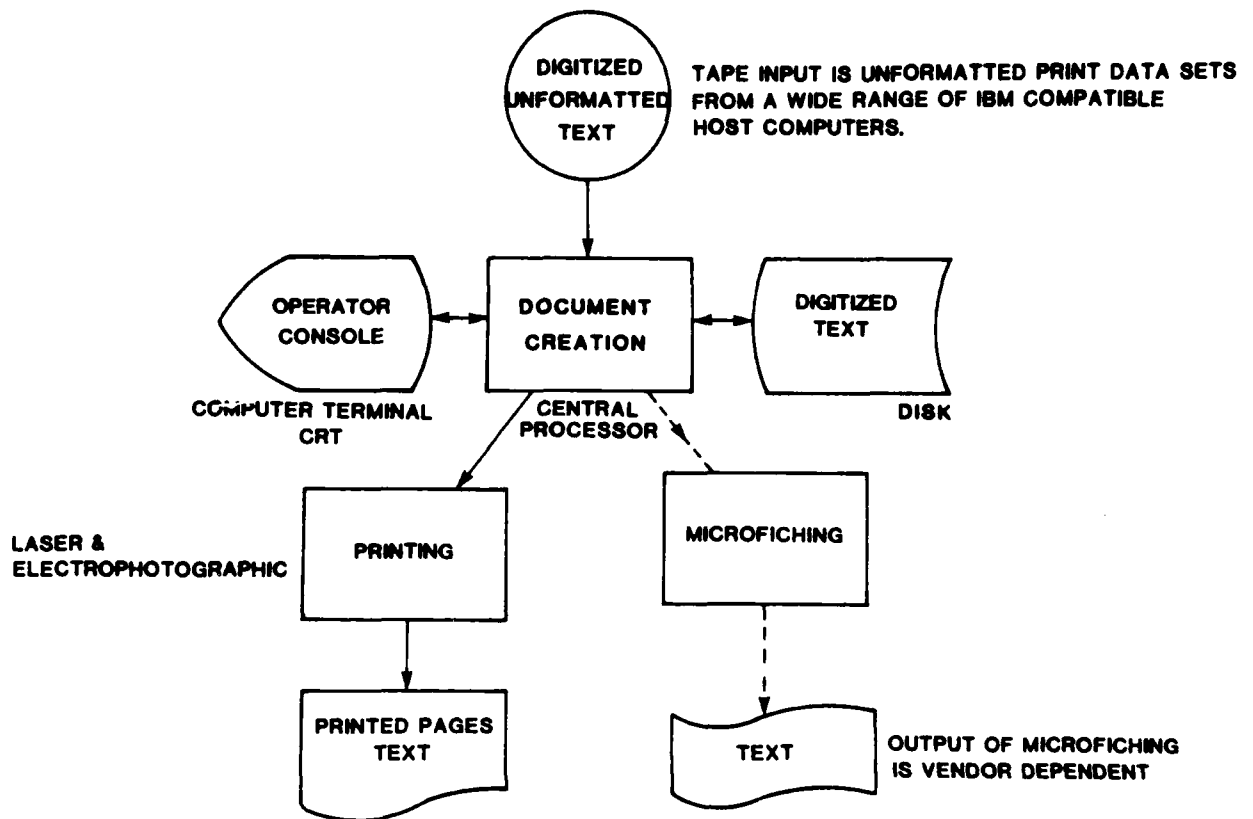 DIGITIZED
UNFORMATTED
TEXT
TAPE INPUT IS UNFORMATTED PRINT DATA SETS
FROM A WIDE RANGE OF IBM COMPATIBLE
HOST COMPUTERS.
OPERATOR
CONSOLE
COMPUTER TERMINAL
CRT
DOCUMENT
CREATION
CENTRAL
PROCESSOR
DIGITIZED
TEXT
DISK
LASER &
ELECTROPHOTOGRAPHIC
PRINTING
MICROFICHING
PRINTED PAGES
TEXT
TEXT
OUTPUT OF MICROFICHING
IS VENDOR DEPENDENT